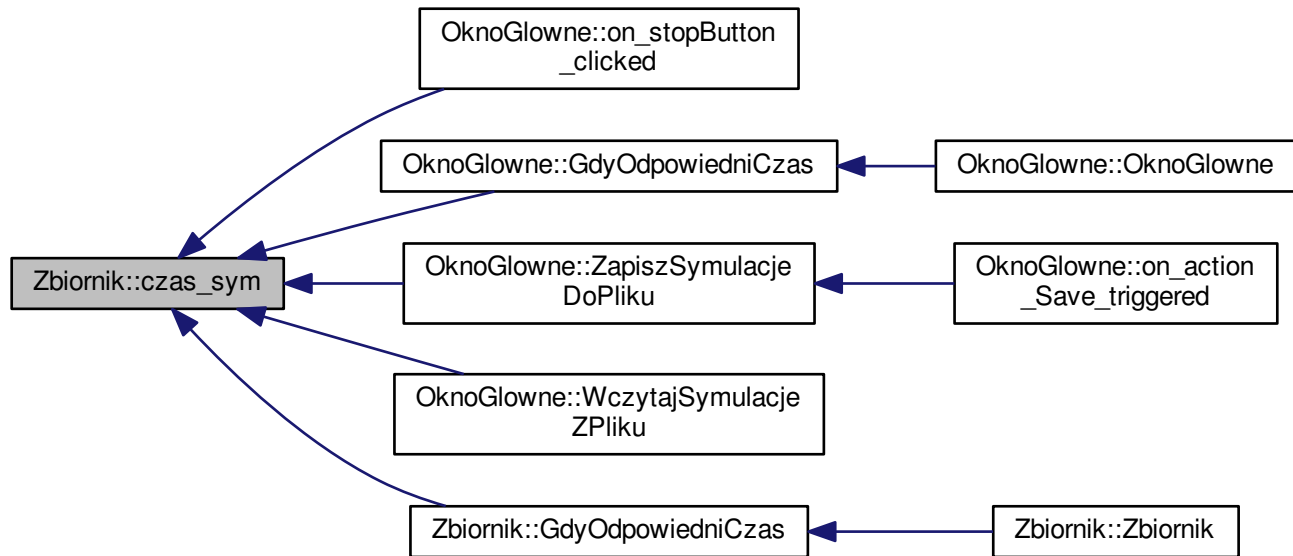 OknoGlowne::on_stopButton
_clicked
OknoGlowne::GdyOdpowiedniCzas
OknoGlowne::OknoGlowne
Zbiornik::czas_sym
OknoGlowne::ZapiszSymulacje
DoPliku
OknoGlowne::on_action
_Save_triggered
OknoGlowne::WczytajSymulacje
ZPliku
Zbiornik::GdyOdpowiedniCzas
Zbiornik::Zbiornik